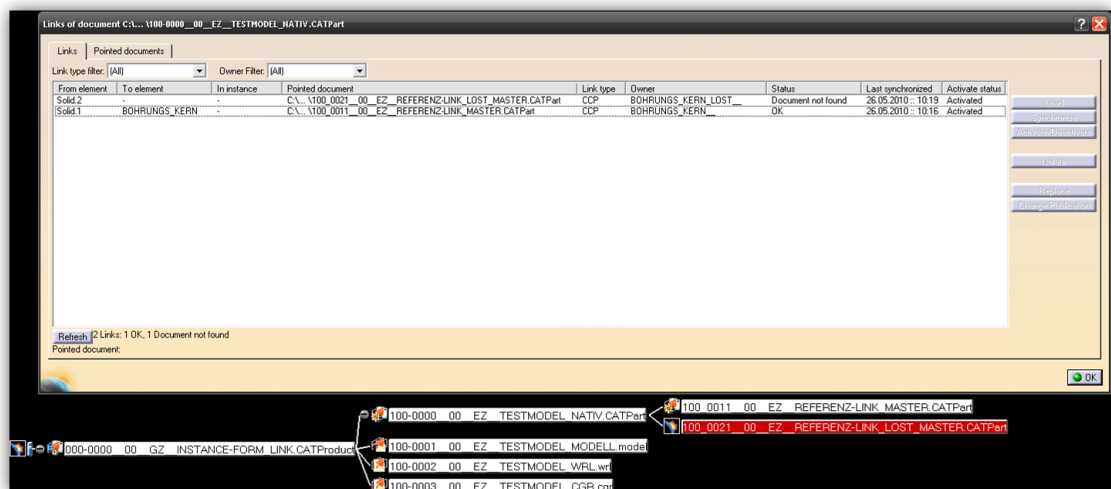 Links of document C:\... \100-0000__00__EZ__TESTMODEL_NATIV.CATPart
Links Pointed documents
Link type filter: (All) Owner Filter: (All)
From element To element In instance Pointed document Link type Owner Status Last synchronized Activate status
Solid.2 - - C:\... \100_0021__00__EZ__REFERENZ-LINK_LOST_MASTER.CATPart CCP BOHRUNGS_KERN_LOST__ Document not found 26.05.2010 :: 10:19 Activated
Solid.1 BOHRUNGS_KERN - C:\... \100_0011__00__EZ__REFERENZ-LINK_MASTER.CATPart CCP BOHRUNGS_KERN__ OK 26.05.2010 :: 10:16 Activated
Load
Synchronize
Activate/Deactivate
Isolate
Replace
Refresh 2 Links: 1 OK, 1 Document not found
Pointed document:
OK
100-0000__00__EZ__TESTMODEL_NATIV.CATPart
100_0011__00__EZ__REFERENZ-LINK_MASTER.CATPart
100_0021__00__EZ__REFERENZ-LINK_LOST_MASTER.CATPart
000-0000__00__GZ__INSTANCE-FORM_LINK.CATProduct
100-0001__00__EZ__TESTMODEL_MODELL.model
100-0002__00__EZ__TESTMODEL_WRL.wrl
100-0003__00__EZ__TESTMODEL_CGR.cgr